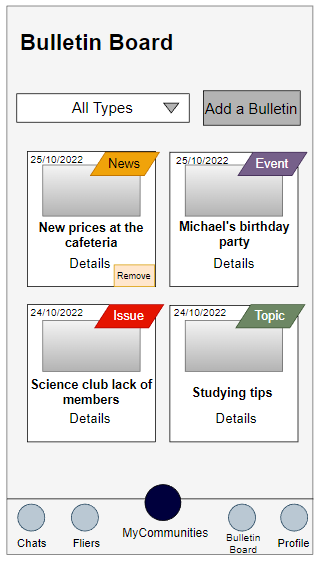 Bulletin Board
All Types
Add a Bulletin
25/10/2022
News
New prices at the
cafeteria
Details
Remove
25/10/2022
Event
Michael's birthday
party
Details
24/10/2022
Issue
Science club lack of
members
Details
24/10/2022
Topic
Studying tips
Details
Chats
Fliers
MyCommunities
Bulletin
Board
Profile